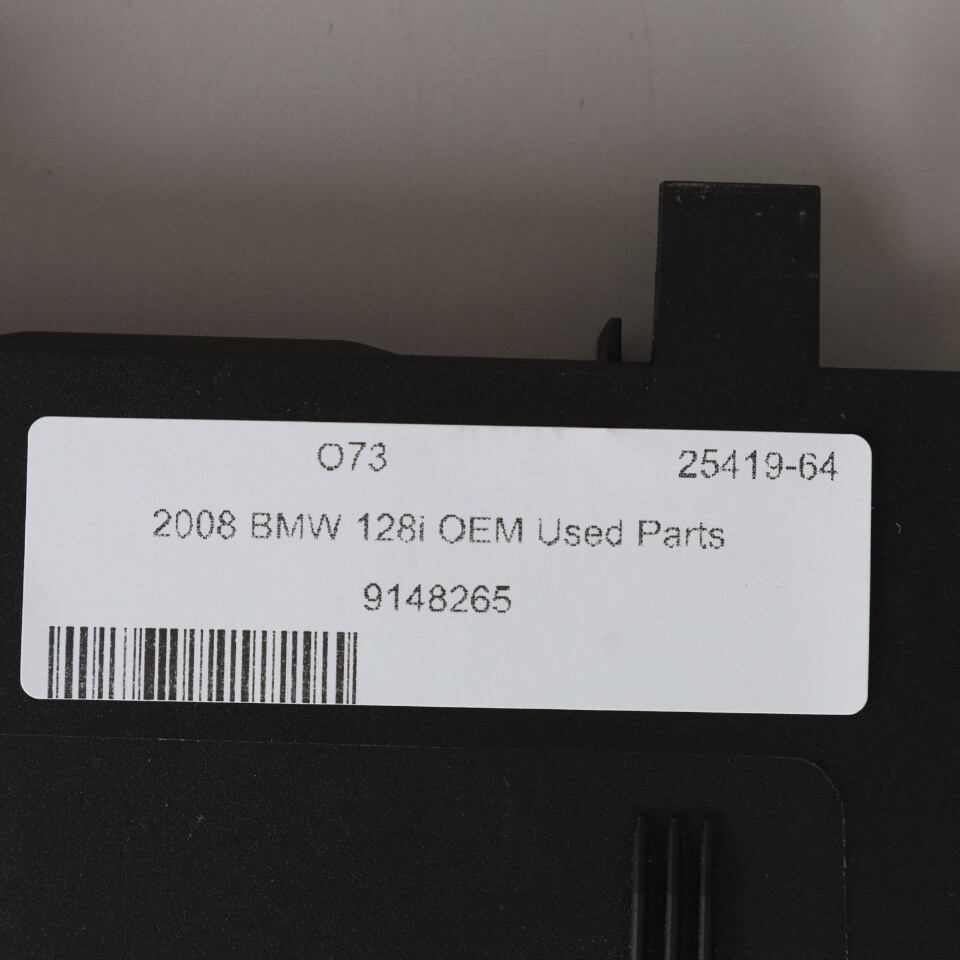 O73 25419-64
2008 BMW 128i OEM Used Parts
9148265